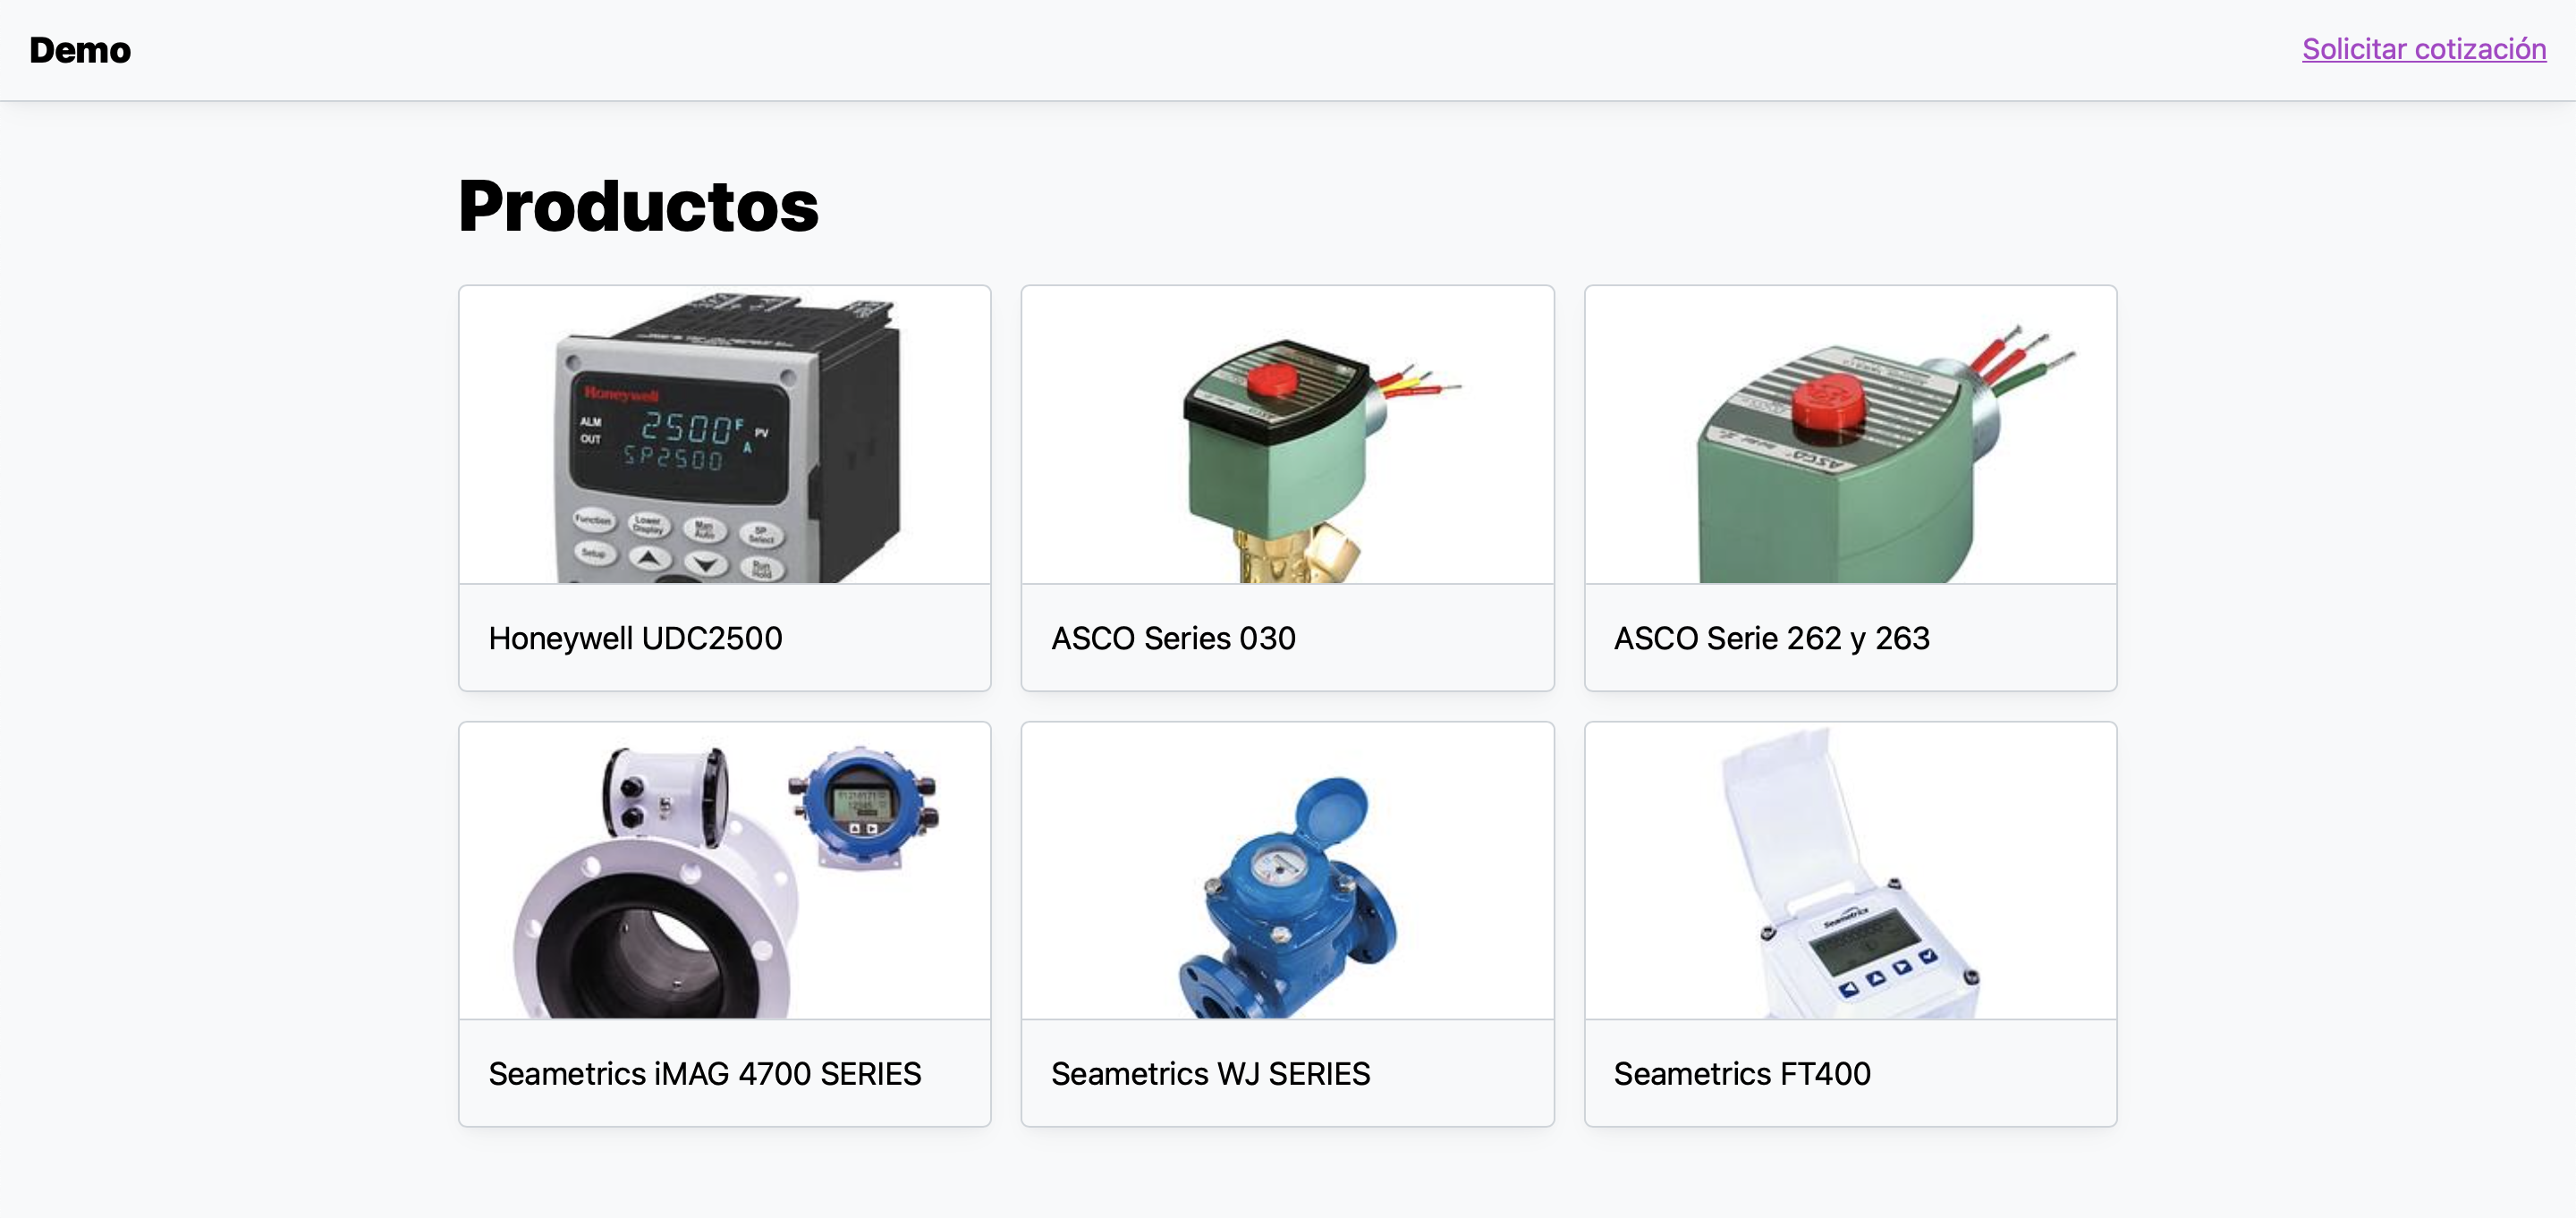 Demo
Solicitar cotización
Productos
Honeywell
2500 F PV
ALM
OUT
A
SP2500
Function
Lower Display
Man Auto
SP Select
Setup
Run Hold
Honeywell UDC2500
ASCO Series 030
ASCO
ASCO Serie 262 y 263
Seametrics iMAG 4700 SERIES
Seametrics WJ SERIES
Seametrics
Seametrics FT400